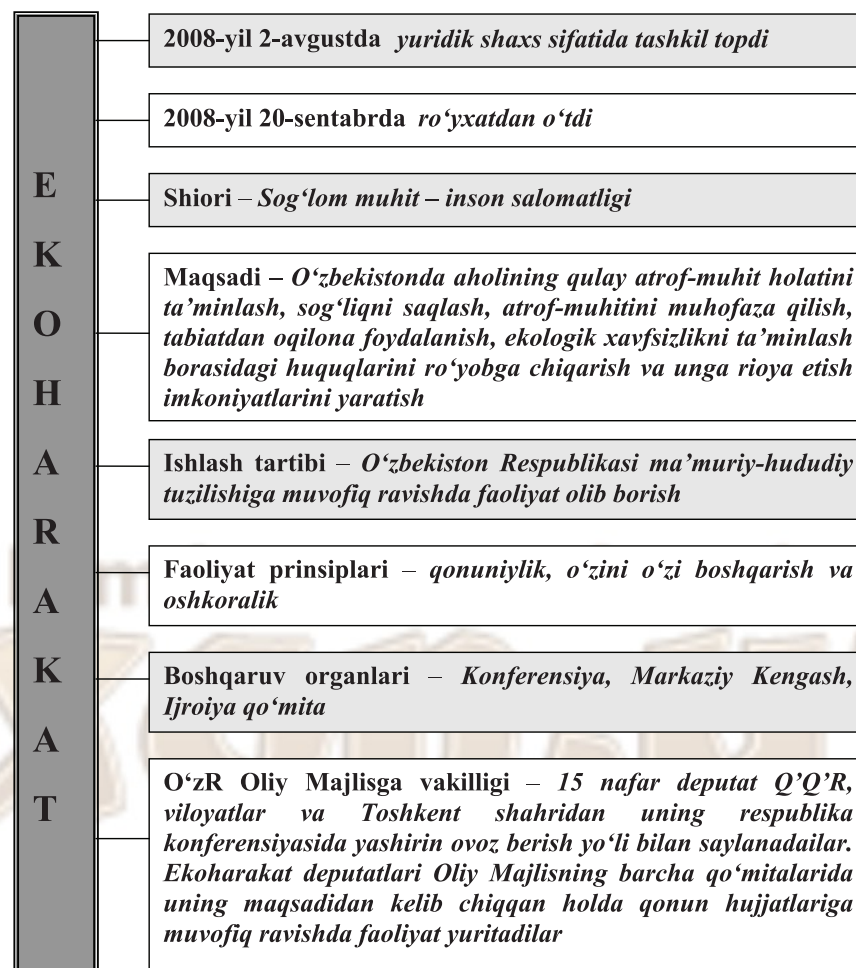 EKOHARAKAT
2008-yil 2-avgustda yuridik shaxs sifatida tashkil topdi
2008-yil 20-sentabrda ro‘yxatdan o‘tdi
Shiori – Sog‘lom muhit – inson salomatligi
Maqsadi – O‘zbekistonda aholining qulay atrof-muhit holatini
ta’minlash, sog‘liqni saqlash, atrof-muhitini muhofaza qilish,
tabiatdan oqilona foydalanish, ekologik xavfsizlikni ta’minlash
borasidagi huquqlarini ro‘yobga chiqarish va unga rioya etish
imkoniyatlarini yaratish
Ishlash tartibi – O‘zbekiston Respublikasi ma’muriy-hududiy
tuzilishiga muvofiq ravishda faoliyat olib borish
Faoliyat prinsiplari – qonuniylik, o‘zini o‘zi boshqarish va
oshkoralik
Boshqaruv organlari – Konferensiya, Markaziy Kengash,
Ijroiya qo‘mita
O‘zR Oliy Majlisga vakilligi – 15 nafar deputat Q’Q’R,
viloyatlar va Toshkent shahridan uning respublika
konferensiyasida yashirin ovoz berish yo‘li bilan saylanadailar.
Ekoharakat deputatlari Oliy Majlisning barcha qo‘mitalarida
uning maqsadidan kelib chiqqan holda qonun hujjatlariga
muvofiq ravishda faoliyat yuritadilar